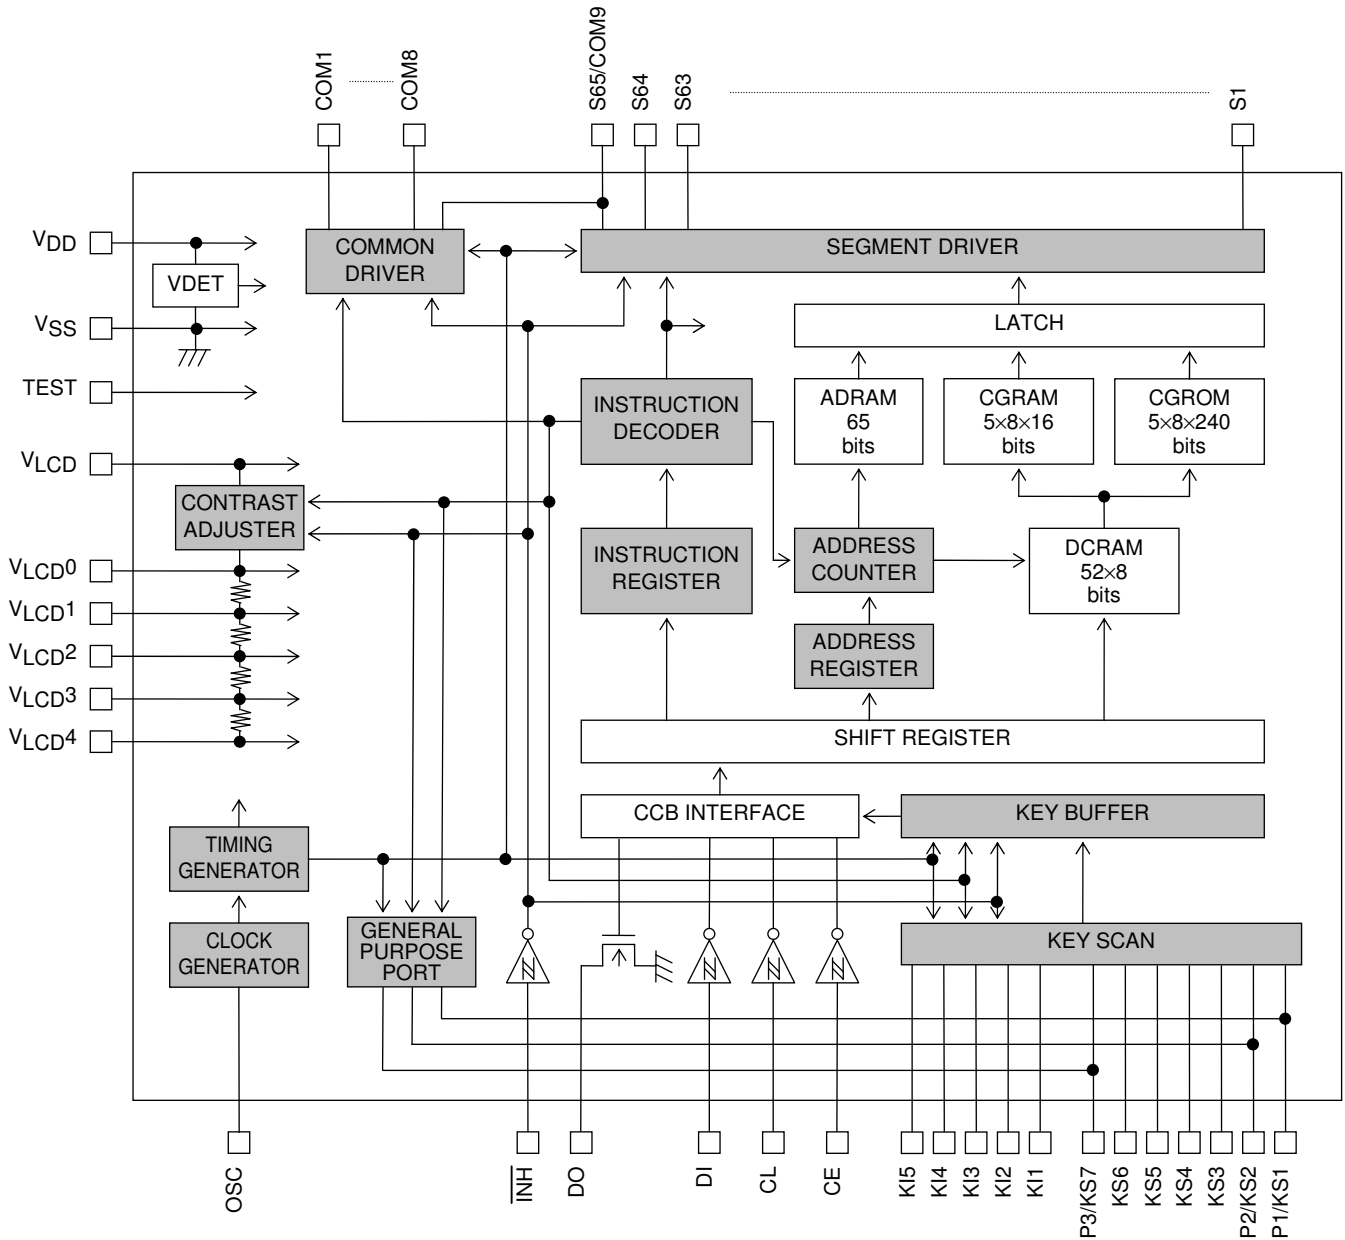 COM1
COM8
S65/COM9
S64
S63
S1
VDD
VDET
VSS
TEST
VLCD
CONTRAST
ADJUSTER
VLCD0
VLCD1
VLCD2
VLCD3
VLCD4
COMMON
DRIVER
SEGMENT DRIVER
LATCH
INSTRUCTION
DECODER
ADRAM
65
bits
CGRAM
5×8×16
bits
CGROM
5×8×240
bits
INSTRUCTION
REGISTER
ADDRESS
COUNTER
DCRAM
52×8
bits
ADDRESS
REGISTER
SHIFT REGISTER
CCB INTERFACE
KEY BUFFER
TIMING
GENERATOR
CLOCK
GENERATOR
GENERAL
PURPOSE
PORT
KEY SCAN
OSC
INH
DO
DI
CL
CE
KI5
KI4
KI3
KI2
KI1
P3/KS7
KS6
KS5
KS4
KS3
P2/KS2
P1/KS1